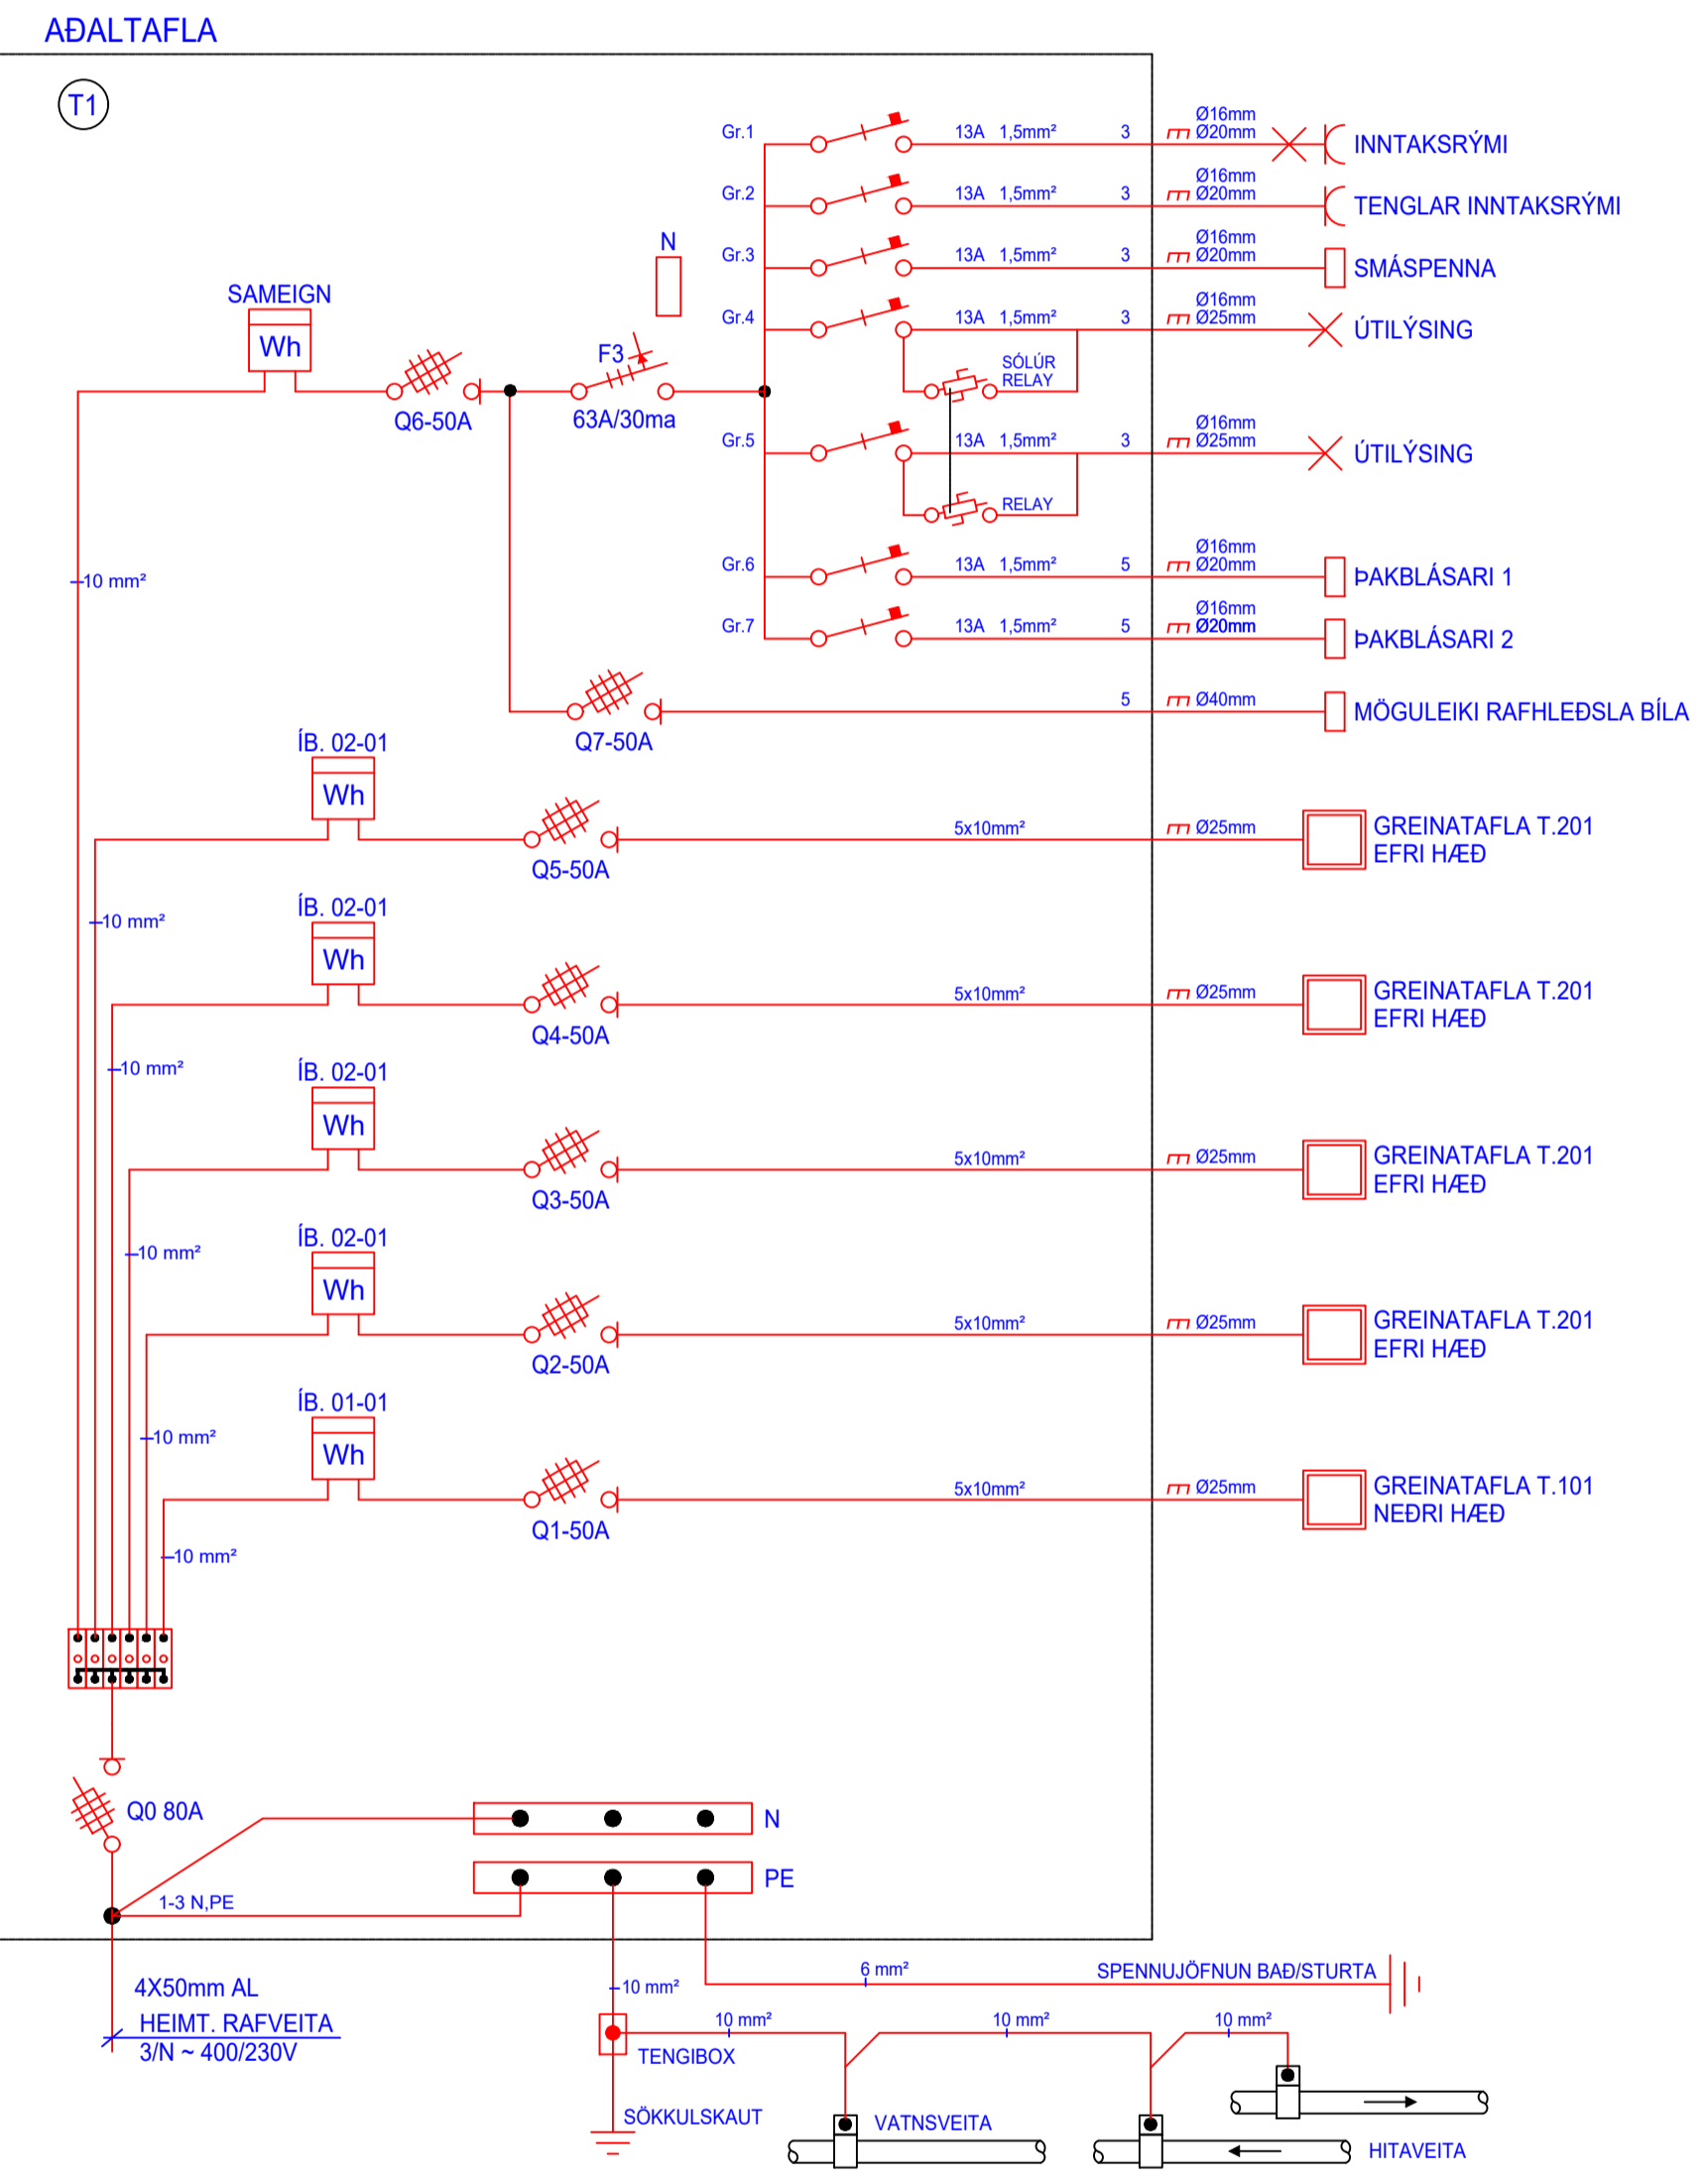 AÐALTAFLA
T1
Gr.1
13A 1,5mm² 3
Ø16mm
Ø20mm
INNTAKSRÝMI
Gr.2
13A 1,5mm² 3
Ø16mm
Ø20mm
TENGLAR INNTAKSRÝMI
N
Gr.3
13A 1,5mm² 3
Ø16mm
Ø20mm
SMÁSPENNA
SAMEIGN
Wh
Q6-50A
F3
63A/30ma
Gr.4
13A 1,5mm² 3
Ø16mm
Ø25mm
ÚTILÝSING
SÓLÚR
RELAY
Gr.5
13A 1,5mm² 3
Ø16mm
Ø25mm
ÚTILÝSING
RELAY
10 mm²
Gr.6
13A 1,5mm² 5
Ø16mm
Ø20mm
ÞAKBLÁSARI 1
Gr.7
13A 1,5mm² 5
Ø16mm
Ø20mm
ÞAKBLÁSARI 2
Q7-50A
5 Ø40mm
MÖGULEIKI RAFHLEÐSLA BÍLA
ÍB. 02-01
Wh
Q5-50A
5x10mm²
Ø25mm
GREINATAFLA T.201
EFRI HÆÐ
10 mm²
ÍB. 02-01
Wh
Q4-50A
5x10mm²
Ø25mm
GREINATAFLA T.201
EFRI HÆÐ
10 mm²
ÍB. 02-01
Wh
Q3-50A
5x10mm²
Ø25mm
GREINATAFLA T.201
EFRI HÆÐ
10 mm²
ÍB. 02-01
Wh
Q2-50A
5x10mm²
Ø25mm
GREINATAFLA T.201
EFRI HÆÐ
10 mm²
ÍB. 01-01
Wh
Q1-50A
5x10mm²
Ø25mm
GREINATAFLA T.101
NEÐRI HÆÐ
10 mm²
Q0 80A
N
PE
1-3 N,PE
4X50mm AL
HEIMT. RAFVEITA
3/N ~ 400/230V
10 mm²
6 mm²
SPENNUJÖFNUN BAÐ/STURTA
10 mm²
10 mm²
10 mm²
TENGIBOX
SÖKKULSKAUT
VATNSVEITA
HITAVEITA